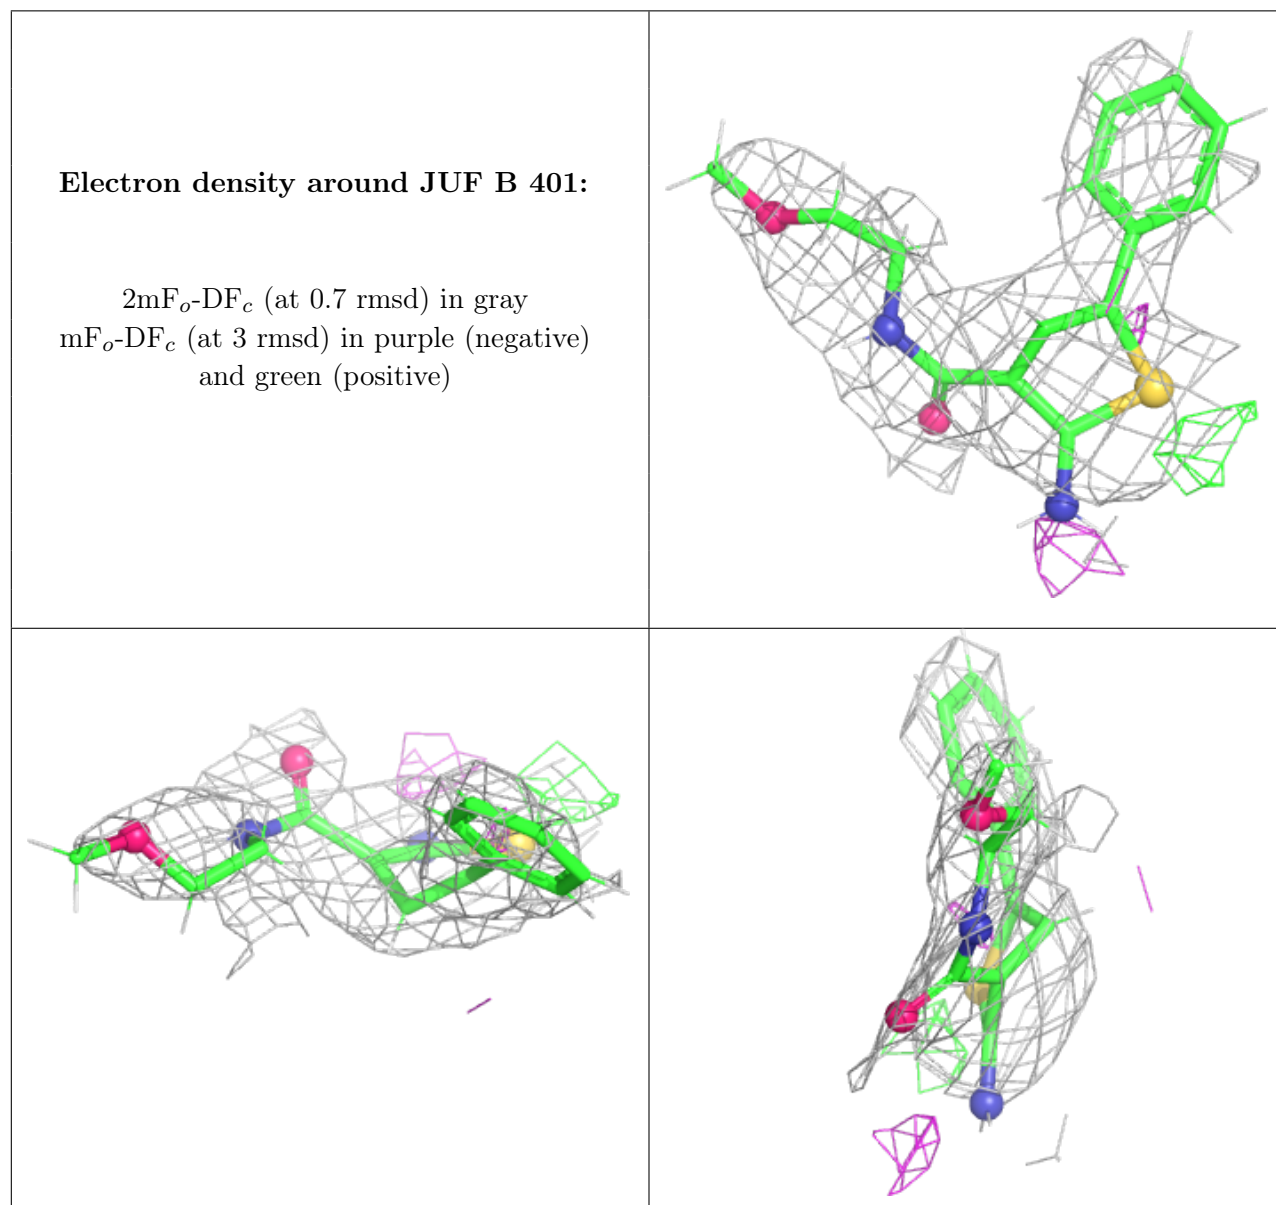 Electron density around JUF B 401:
2mFₒ-DF𝒸 (at 0.7 rmsd) in gray
mFₒ-DF𝒸 (at 3 rmsd) in purple (negative)
and green (positive)